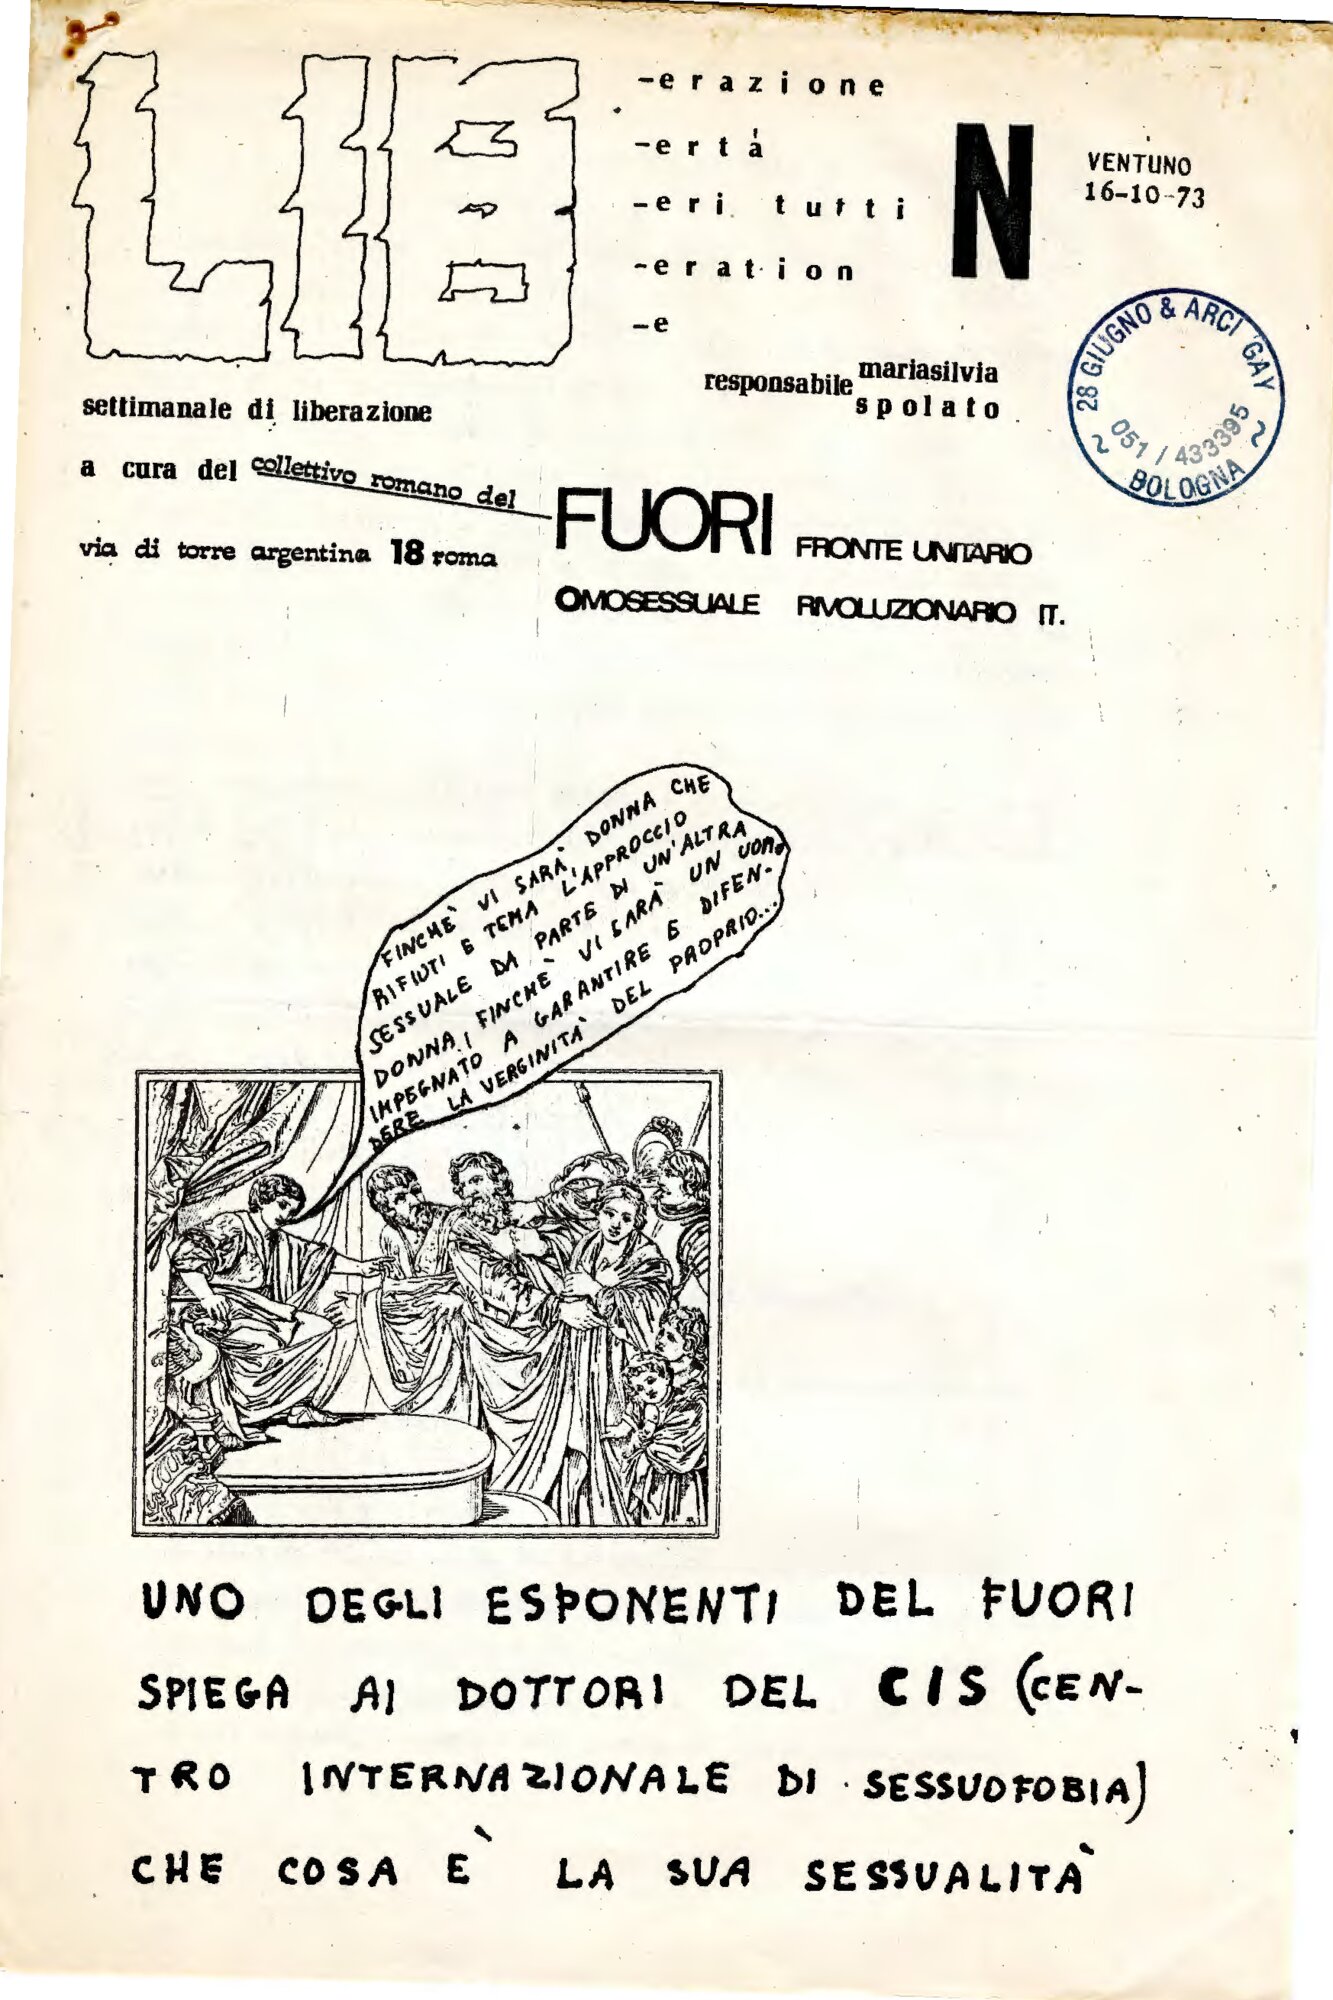 LIB
-erazione
-ertà
-eri tutti
-eration
-e
N
VENTUNO
16-10-73
28 GIUGNO & ARCI GAY
051 / 433395
BOLOGNA
responsabile mariasilvia
spolato
settimanale di liberazione
a cura del collettivo romano del
FUORI FRONTE UNITARIO
via di torre argentina 18 roma
OMOSESSUALE RIVOLUZIONARIO IT.
FINCHÈ VI SARÀ DONNA CHE
RIFIUTI E TEMA L'APPROCCIO
SESSUALE DA PARTE DI UN'ALTRA
DONNA, FINCHÈ VI SARÀ UN UOMO
IMPEGNATO A GARANTIRE E DIFEN-
DERE LA VERGINITÀ DEL PROPRIO...
UNO DEGLI ESPONENTI DEL FUORI
SPIEGA AI DOTTORI DEL CIS (CEN-
TRO INTERNAZIONALE DI SESSUOFOBIA)
CHE COSA È LA SUA SESSUALITÀ